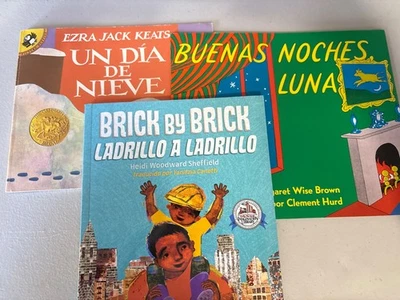 EZRA JACK KEATS
UN DÍA
DE
NIEVE
BUENAS NOCHES,
LUNA
BRICK BY BRICK
LADRILLO A LADRILLO
Heidi Woodward Sheffield
Wise Brown
por Clement Hurd